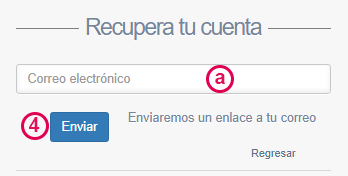 Recupera tu cuenta
Correo electrónico a
4 Enviar Enviaremos un enlace a tu correo
Regresar